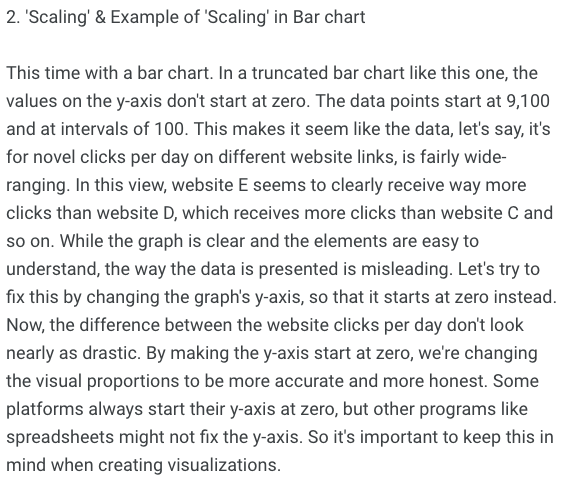 2. 'Scaling' & Example of 'Scaling' in Bar chart
This time with a bar chart. In a truncated bar chart like this one, the
values on the y-axis don't start at zero. The data points start at 9,100
and at intervals of 100. This makes it seem like the data, let's say, it's
for novel clicks per day on different website links, is fairly wide-
ranging. In this view, website E seems to clearly receive way more
clicks than website D, which receives more clicks than website C and
so on. While the graph is clear and the elements are easy to
understand, the way the data is presented is misleading. Let's try to
fix this by changing the graph's y-axis, so that it starts at zero instead.
Now, the difference between the website clicks per day don't look
nearly as drastic. By making the y-axis start at zero, we're changing
the visual proportions to be more accurate and more honest. Some
platforms always start their y-axis at zero, but other programs like
spreadsheets might not fix the y-axis. So it's important to keep this in
mind when creating visualizations.